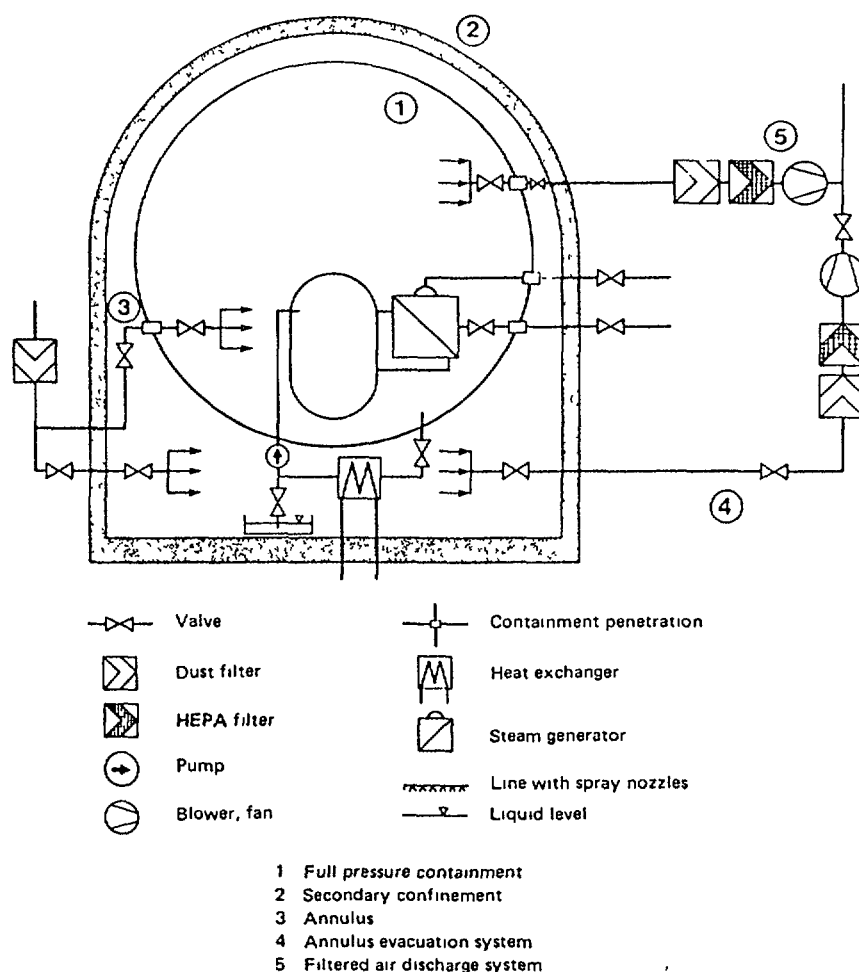 2
1
5
3
4
Valve
Containment penetration
Dust filter
Heat exchanger
HEPA filter
Steam generator
Pump
Line with spray nozzles
Blower, fan
Liquid level
1 Full pressure containment
2 Secondary confinement
3 Annulus
4 Annulus evacuation system
5 Filtered air discharge system